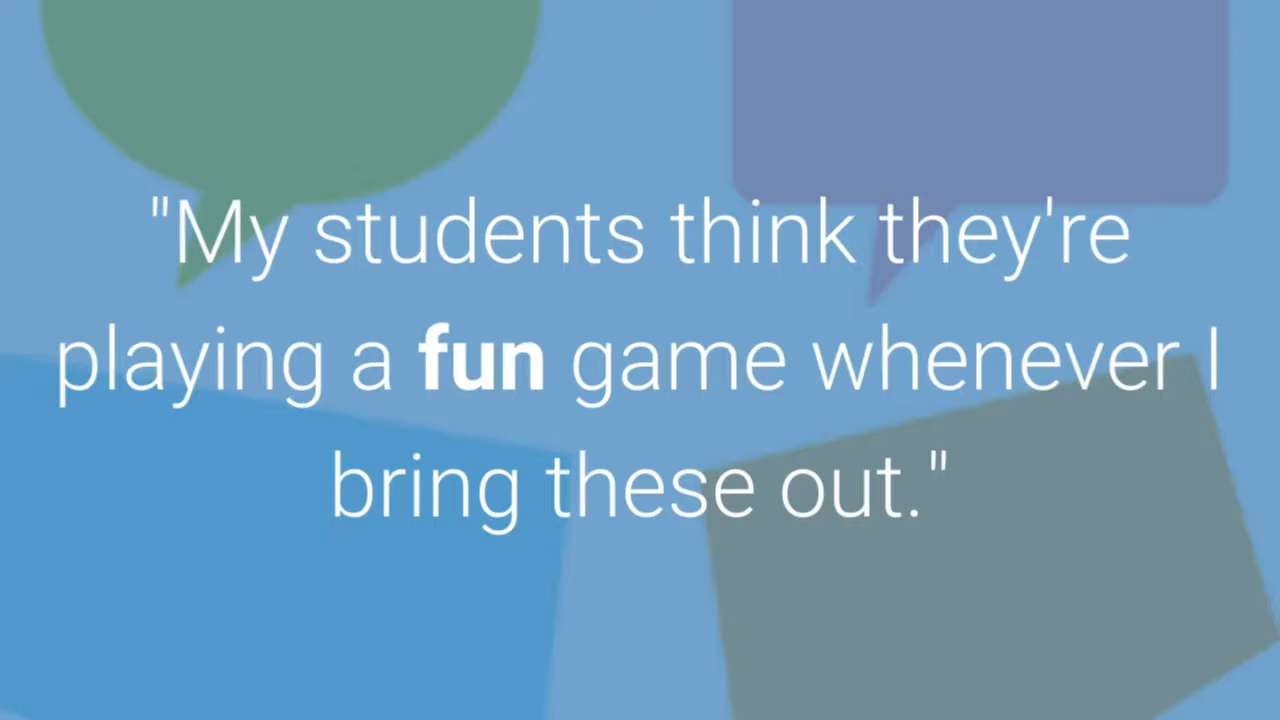 "My students think they're
playing a fun game whenever I
bring these out."